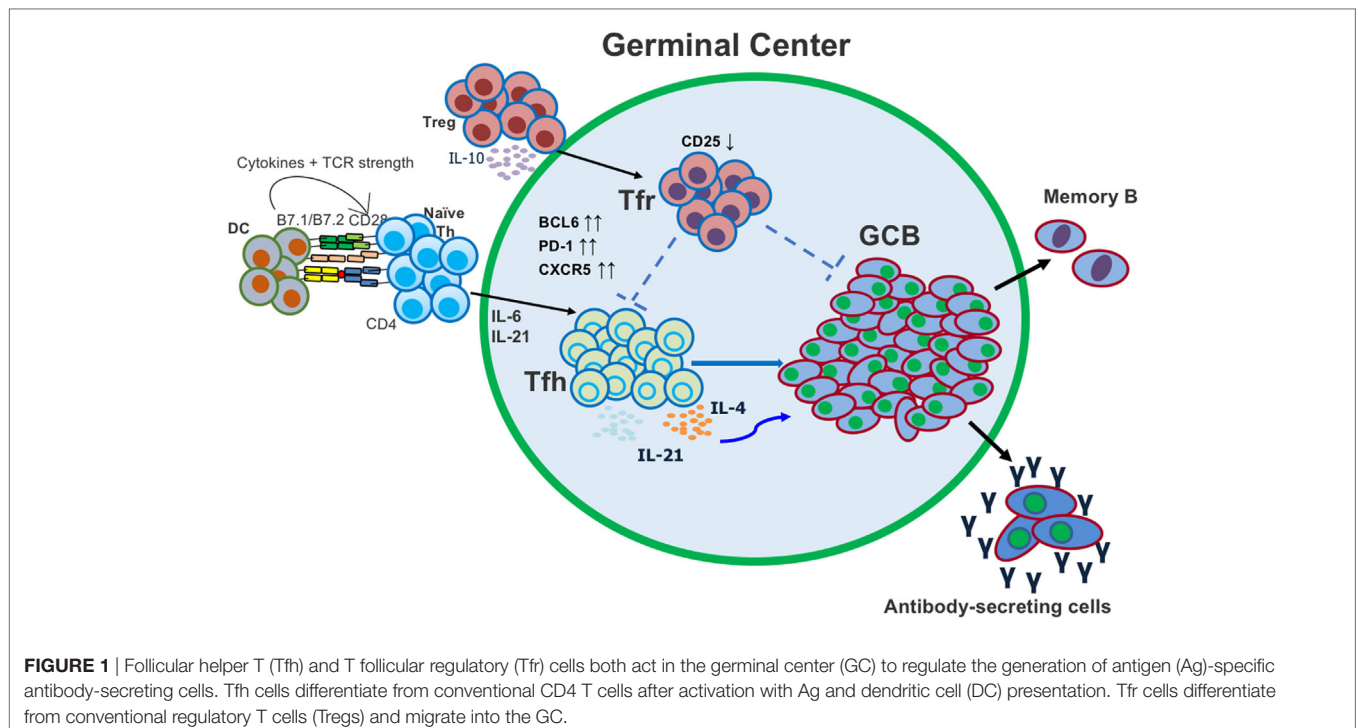 Germinal Center
Treg
IL-10
CD25 ↓
Tfr
Cytokines + TCR strength
B7.1/B7.2 CD28
DC
Naïve
Th
CD4
BCL6 ↑↑
PD-1 ↑↑
CXCR5 ↑↑
GCB
Memory B
IL-6
IL-21
Tfh
IL-4
IL-21
Antibody-secreting cells
FIGURE 1 | Follicular helper T (Tfh) and T follicular regulatory (Tfr) cells both act in the germinal center (GC) to regulate the generation of antigen (Ag)-specific
antibody-secreting cells. Tfh cells differentiate from conventional CD4 T cells after activation with Ag and dendritic cell (DC) presentation. Tfr cells differentiate
from conventional regulatory T cells (Tregs) and migrate into the GC.